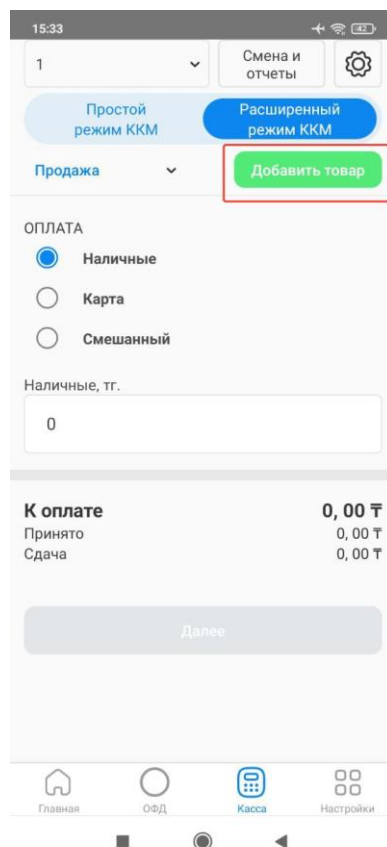 15:33
42
1
Смена и
отчеты
Простой
режим ККМ
Расширенный
режим ККМ
Продажа
Добавить товар
ОПЛАТА
Наличные
Карта
Смешанный
Наличные, тг.
0
К оплате 0, 00 ₸
Принято 0, 00 ₸
Сдача 0, 00 ₸
Далее
Главная ОФД Касса Настройки